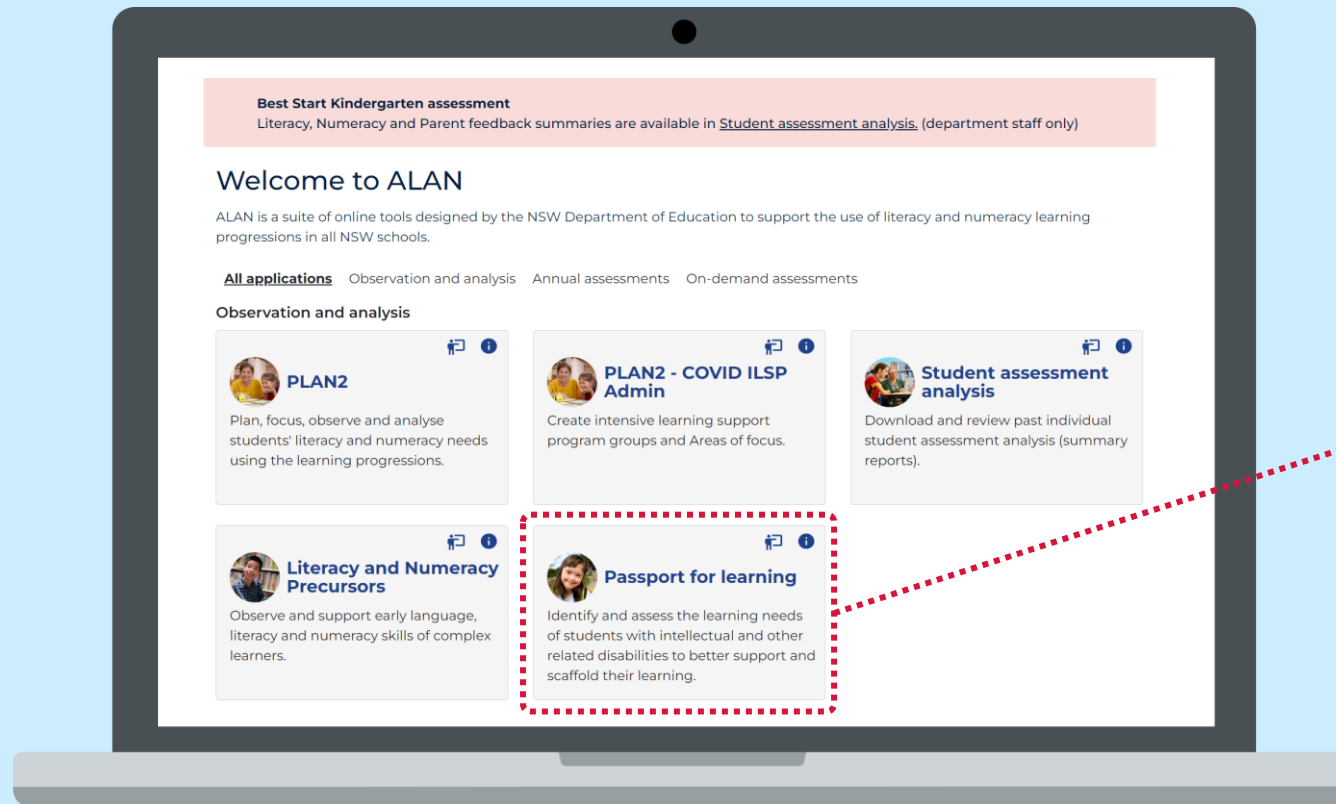 Best Start Kindergarten assessment
Literacy, Numeracy and Parent feedback summaries are available in Student assessment analysis. (department staff only)
Welcome to ALAN
ALAN is a suite of online tools designed by the NSW Department of Education to support the use of literacy and numeracy learning
progressions in all NSW schools.
All applications Observation and analysis Annual assessments On-demand assessments
Observation and analysis
PLAN2
Plan, focus, observe and analyse
students' literacy and numeracy needs
using the learning progressions.
PLAN2 - COVID ILSP
Admin
Create intensive learning support
program groups and Areas of focus.
Student assessment
analysis
Download and review past individual
student assessment analysis (summary
reports).
Literacy and Numeracy
Precursors
Observe and support early language,
literacy and numeracy skills of complex
learners.
Passport for learning
Identify and assess the learning needs
of students with intellectual and other
related disabilities to better support and
scaffold their learning.